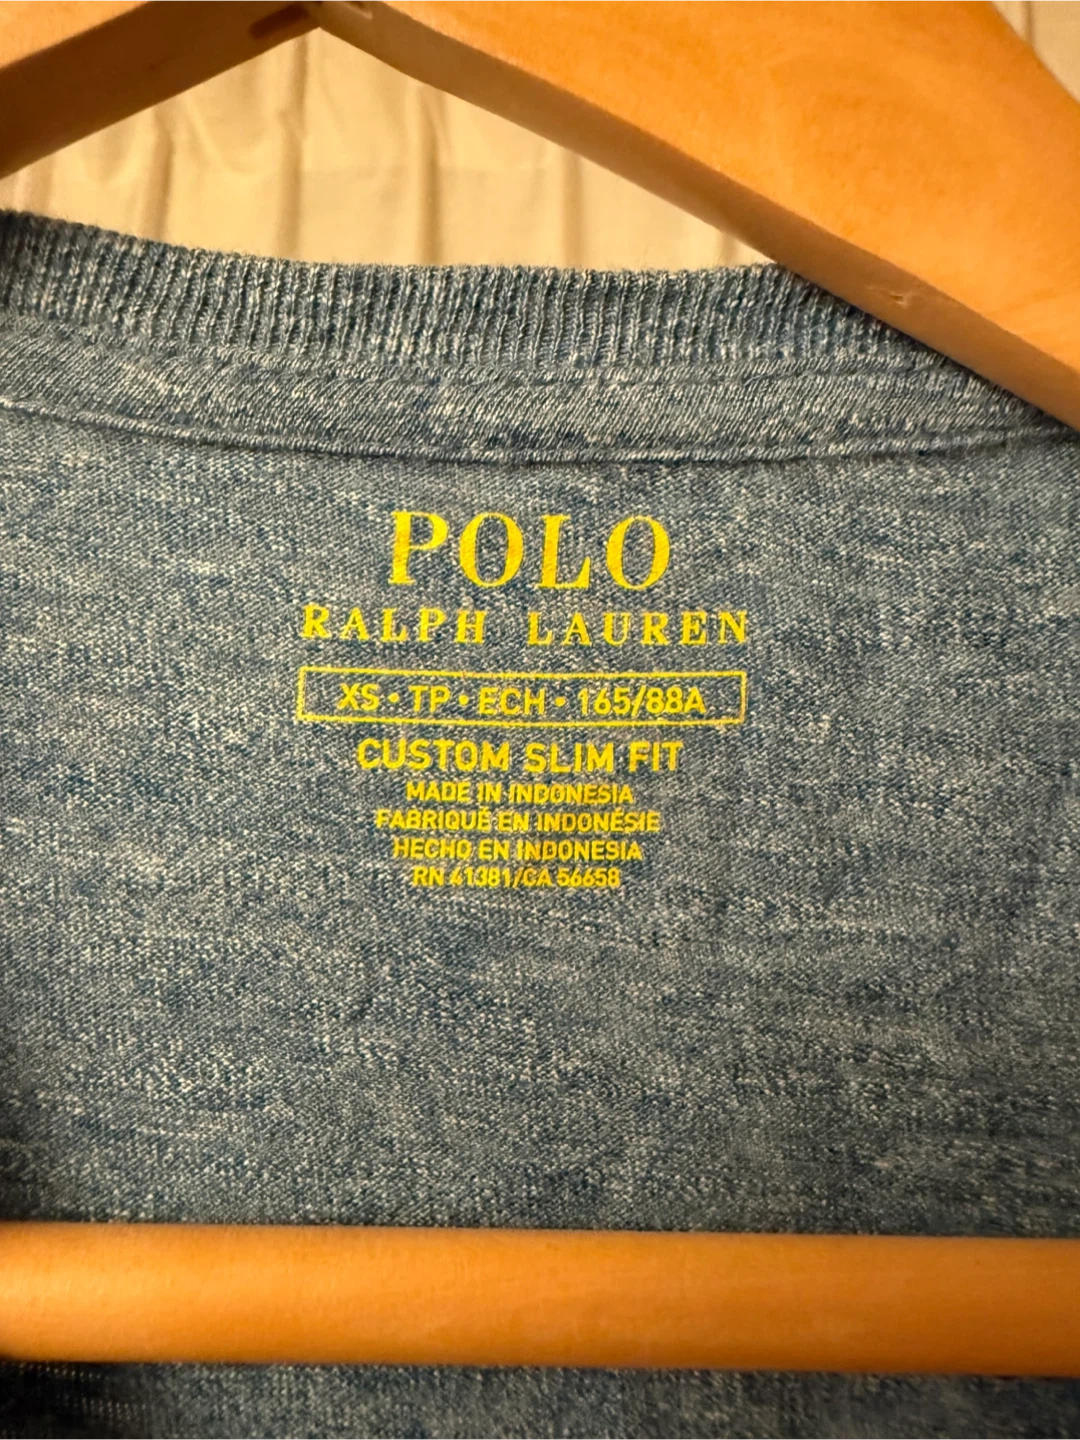 POLO
RALPH LAUREN
XS • TP • ECH • 165/88A
CUSTOM SLIM FIT
MADE IN INDONESIA
FABRIQUÉ EN INDONÉSIE
HECHO EN INDONESIA
RN 41381/CA 56658